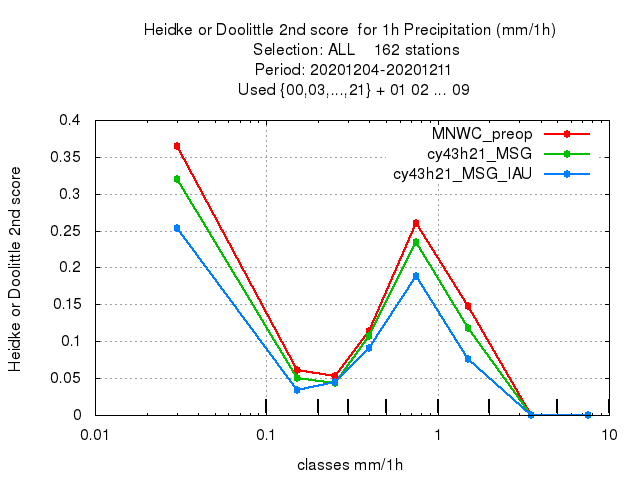 Heidke or Doolittle 2nd score  for 1h Precipitation (mm/1h)
Selection: ALL    162 stations
Period: 20201204-20201211
Used {00,03,...,21} + 01 02 ... 09
MNWC_preop
cy43h21_MSG
cy43h21_MSG_IAU
Heidke or Doolittle 2nd score
0.4
0.35
0.3
0.25
0.2
0.15
0.1
0.05
0
0.01 0.1 1 10
classes mm/1h